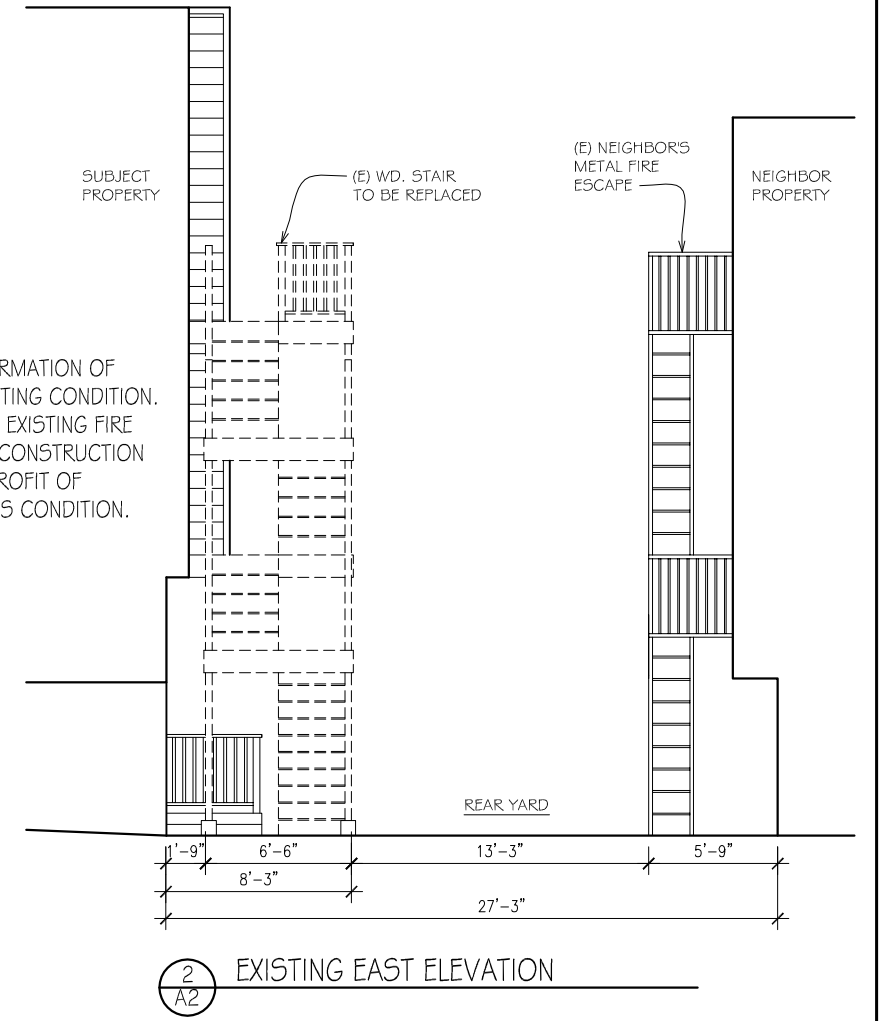 SUBJECT
PROPERTY
(E) WD. STAIR
TO BE REPLACED
(E) NEIGHBOR'S
METAL FIRE
ESCAPE
NEIGHBOR
PROPERTY
RMATION OF
TING CONDITION.
EXISTING FIRE
CONSTRUCTION
ROFIT OF
S CONDITION.
REAR YARD
1'-9" 6'-6" 13'-3" 5'-9"
8'-3"
27'-3"
2
A2
EXISTING EAST ELEVATION